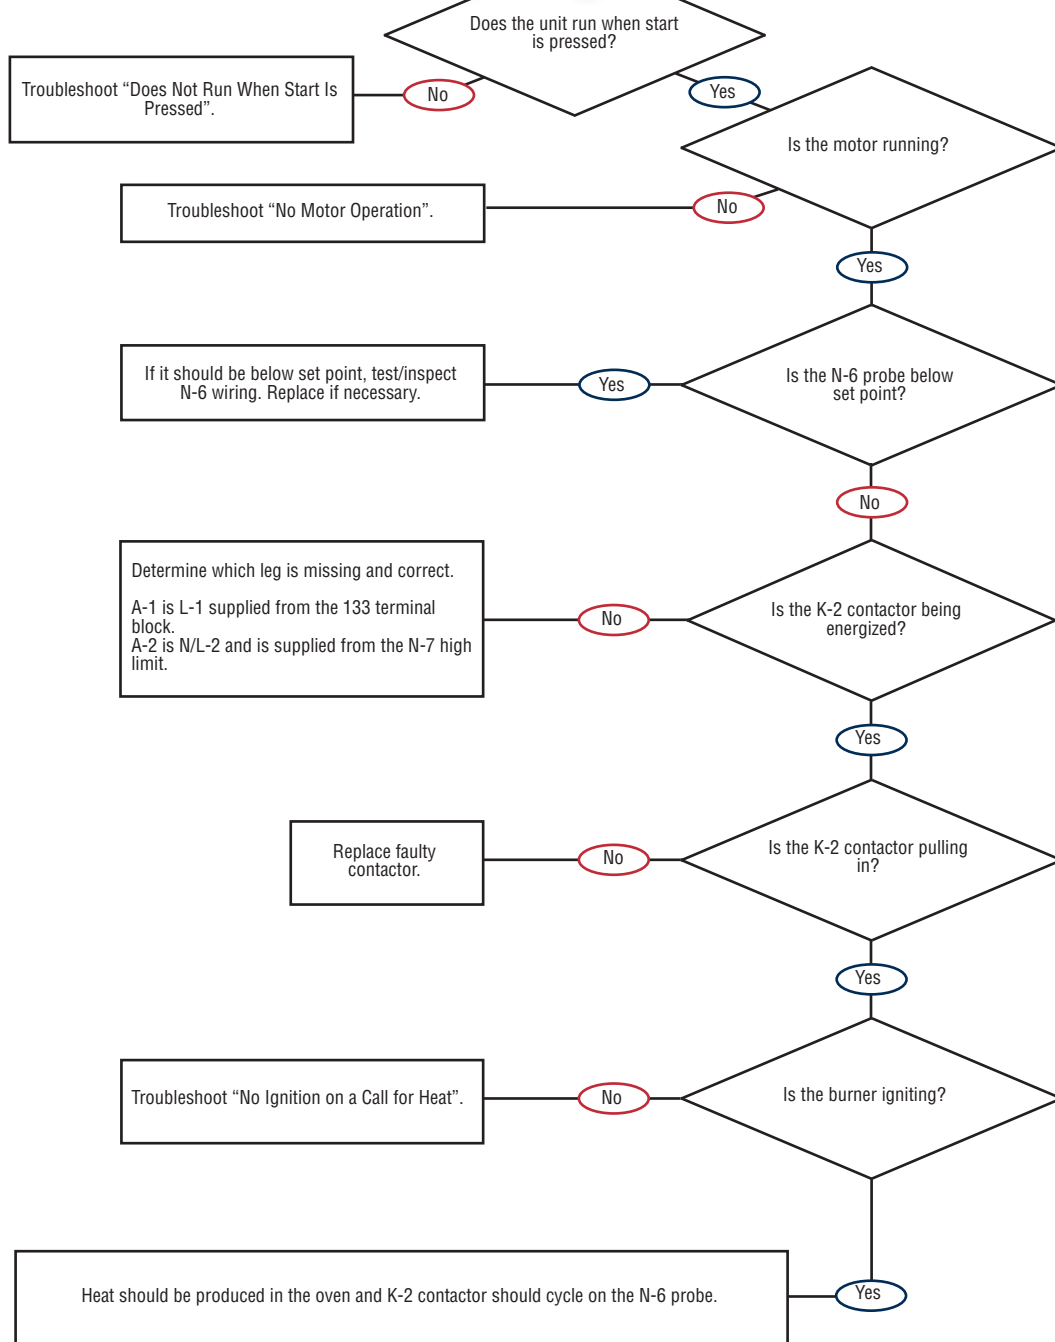 Does the unit run when start
is pressed?
No
Yes
Troubleshoot “Does Not Run When Start Is
Pressed”.
Is the motor running?
No
Troubleshoot “No Motor Operation”.
Yes
Is the N-6 probe below
set point?
Yes
If it should be below set point, test/inspect
N-6 wiring. Replace if necessary.
No
Is the K-2 contactor being
energized?
No
Determine which leg is missing and correct.
A-1 is L-1 supplied from the 133 terminal
block.
A-2 is N/L-2 and is supplied from the N-7 high
limit.
Yes
Is the K-2 contactor pulling
in?
No
Replace faulty
contactor.
Yes
Is the burner igniting?
No
Troubleshoot “No Ignition on a Call for Heat”.
Yes
Heat should be produced in the oven and K-2 contactor should cycle on the N-6 probe.